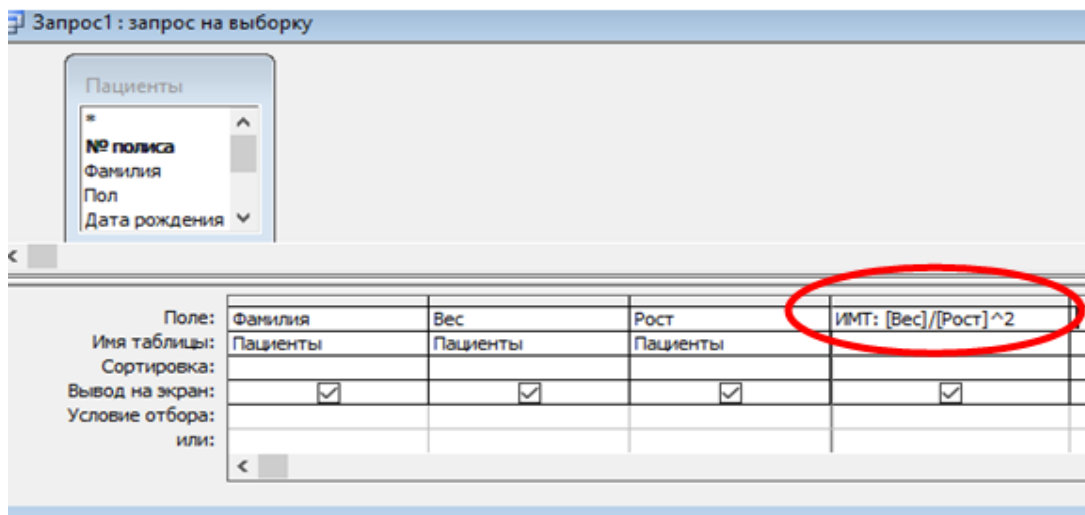 Запрос1 : запрос на выборку
Пациенты
*
№ полиса
Фамилия
Пол
Дата рождения
Поле: Фамилия Вес Рост ИМТ: [Вес]/[Рост]^2
Имя таблицы: Пациенты Пациенты Пациенты
Сортировка:
Вывод на экран:
Условие отбора:
или: